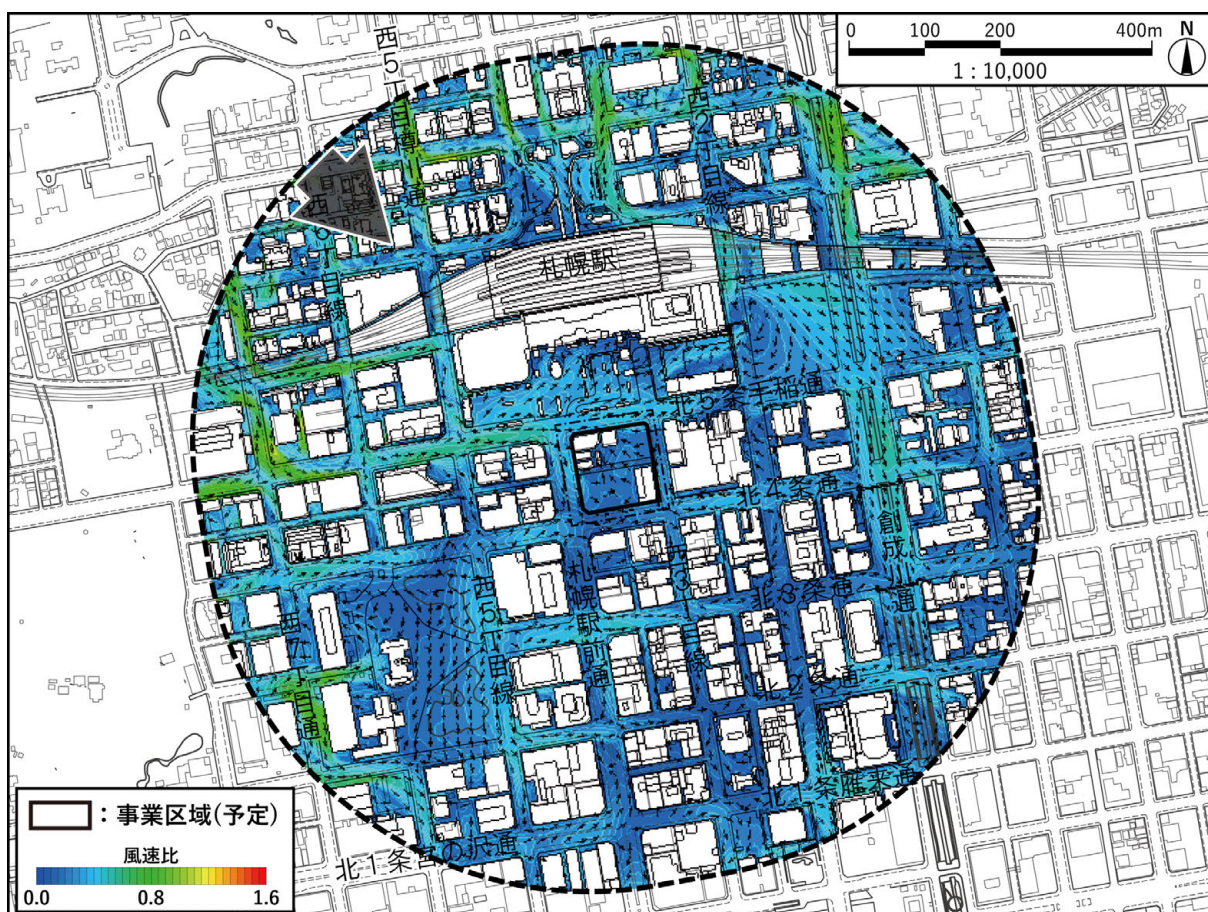 0 100 200 400m
1：10,000
N
西5丁目樽川通
西2丁目線
札幌駅
北5条手稲通
北4条通
創成川通
西3丁目線
北3条通
西5丁目線
札幌駅前通
西7丁目通
北2条通
北1条雁来通
北1条宮の沢通
：事業区域(予定)
風速比
0.0 0.8 1.6